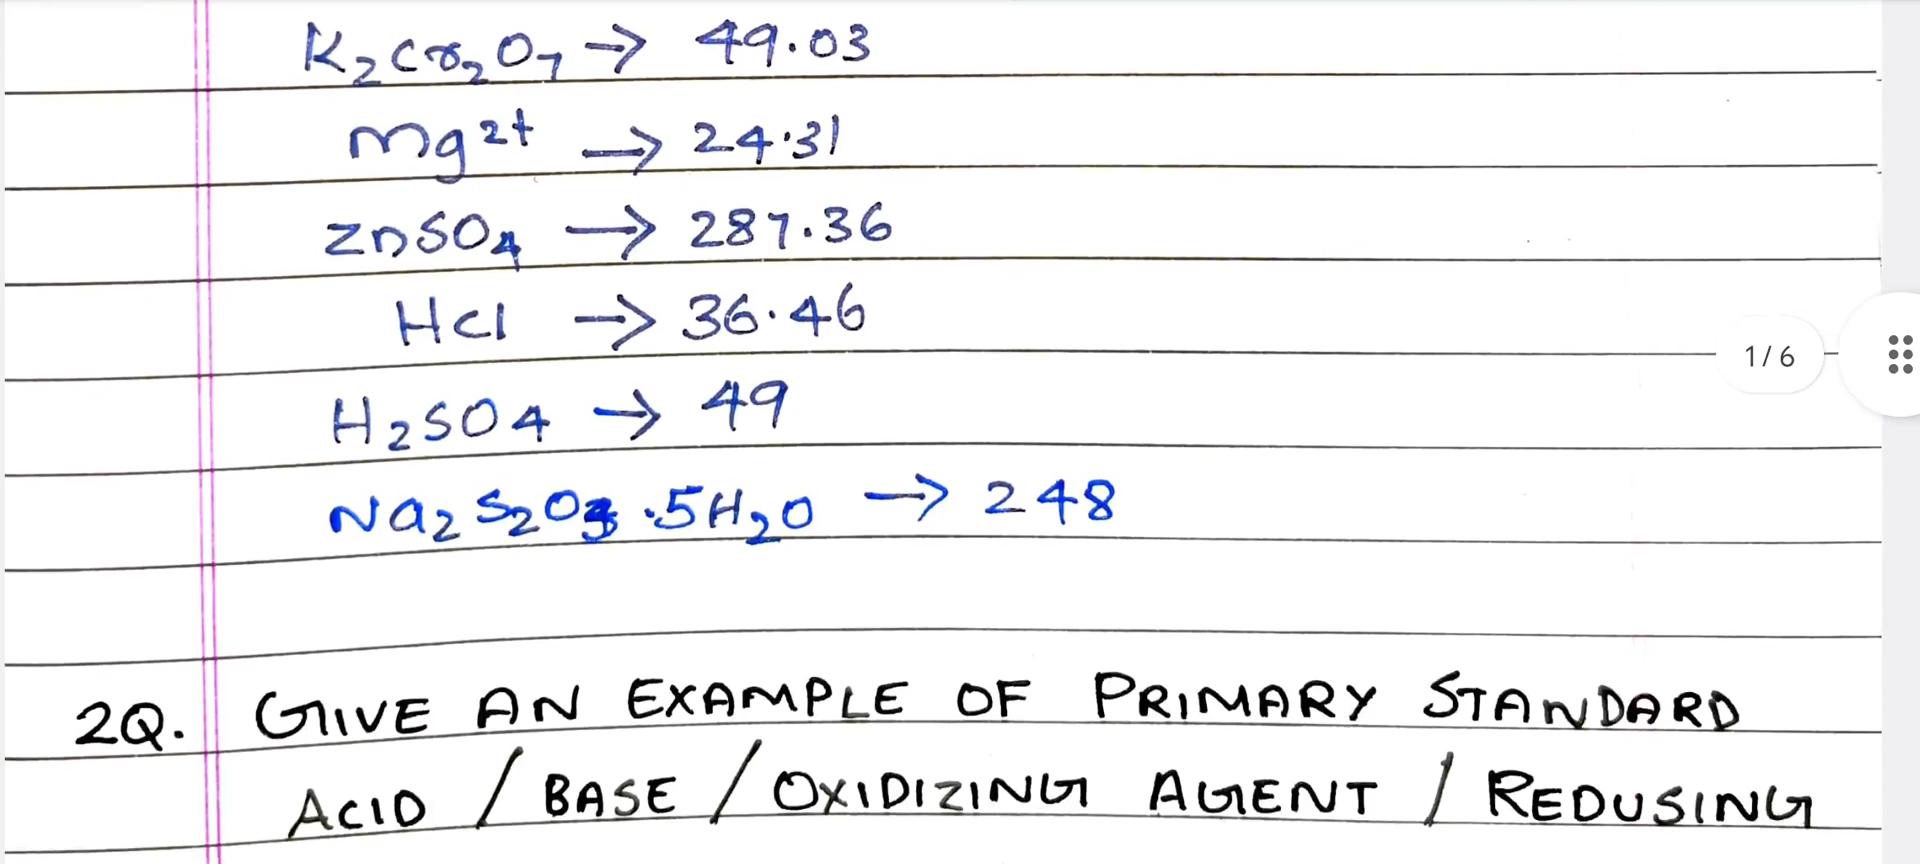 K₂Cr₂O₇ → 49.03
Mg²⁺ → 24.31
ZnSO₄ → 287.36
HCl → 36.46
1/6
H₂SO₄ → 49
Na₂S₂O₃.5H₂O → 248
2Q. GIVE AN EXAMPLE OF PRIMARY STANDARD
ACID / BASE / OXIDIZING AGENT / REDUSING